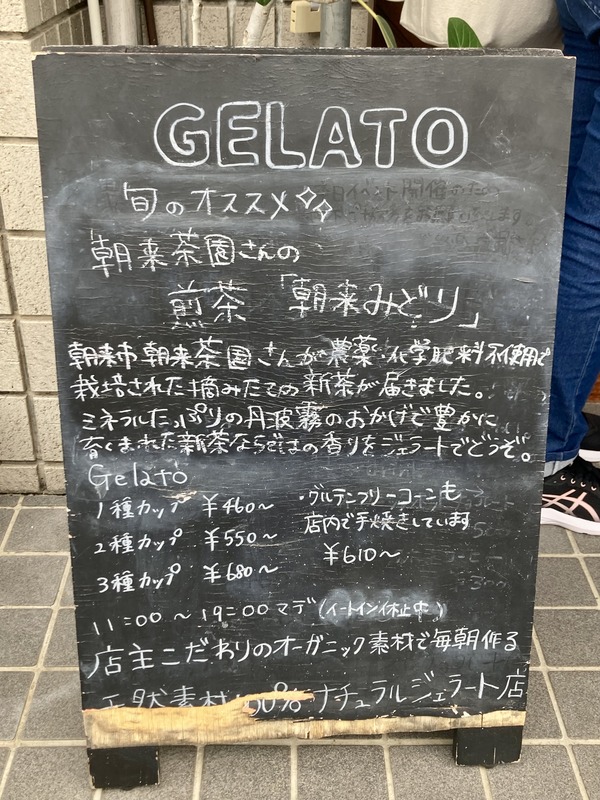 GELATO
旬のオススメ
朝来茶園さんの
煎茶「朝来みどり」
朝来市朝来茶園さんが農薬・化学肥料不使用で
栽培された摘みたての新茶が届きました。
ミネラルたっぷりの丹波霧のおかげで豊かに
育くまれた新茶ならではの香りをジェラートでどうぞ。
Gelato
1種カップ ¥460〜
2種カップ ¥550〜
3種カップ ¥680〜
・グルテンフリーコーンも
店内で手焼きしています
¥610〜
11:00 〜 19:00 マデ (イートイン休止中)
店主こだわりのオーガニック素材で毎朝作る
天然素材100% ナチュラルジェラート店